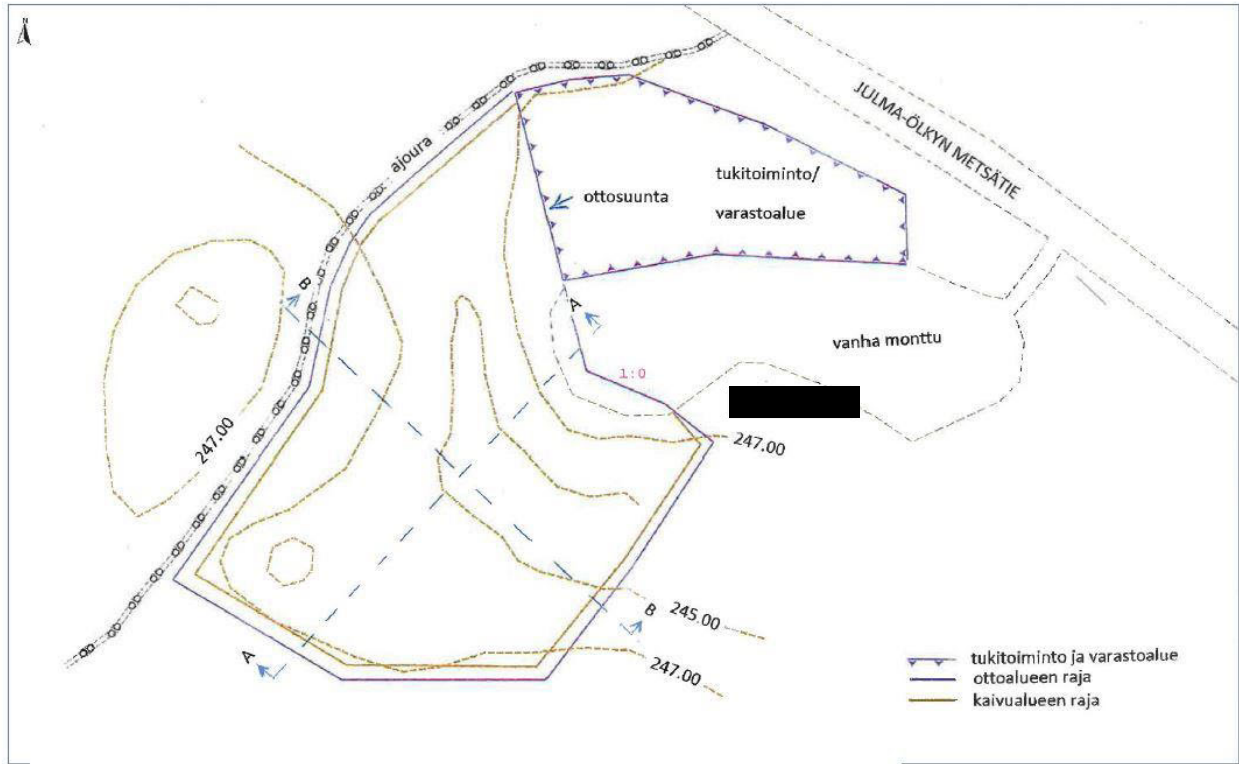 N
JULMA-ÖLKYN METSÄTIE
ajoura
tukitoiminto/
varastoalue
ottosuunta
B
A
vanha monttu
1:0
247.00
247.00
B
245.00
A
247.00
tukitoiminto ja varastoalue
ottoalueen raja
kaivualueen raja